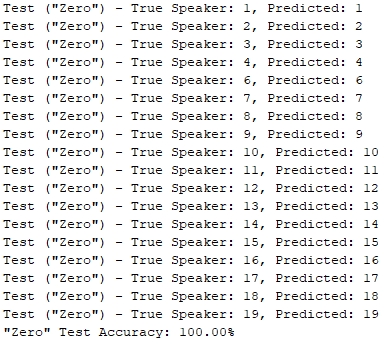 Test ("Zero") - True Speaker: 1, Predicted: 1
Test ("Zero") - True Speaker: 2, Predicted: 2
Test ("Zero") - True Speaker: 3, Predicted: 3
Test ("Zero") - True Speaker: 4, Predicted: 4
Test ("Zero") - True Speaker: 6, Predicted: 6
Test ("Zero") - True Speaker: 7, Predicted: 7
Test ("Zero") - True Speaker: 8, Predicted: 8
Test ("Zero") - True Speaker: 9, Predicted: 9
Test ("Zero") - True Speaker: 10, Predicted: 10
Test ("Zero") - True Speaker: 11, Predicted: 11
Test ("Zero") - True Speaker: 12, Predicted: 12
Test ("Zero") - True Speaker: 13, Predicted: 13
Test ("Zero") - True Speaker: 14, Predicted: 14
Test ("Zero") - True Speaker: 15, Predicted: 15
Test ("Zero") - True Speaker: 16, Predicted: 16
Test ("Zero") - True Speaker: 17, Predicted: 17
Test ("Zero") - True Speaker: 18, Predicted: 18
Test ("Zero") - True Speaker: 19, Predicted: 19
"Zero" Test Accuracy: 100.00%